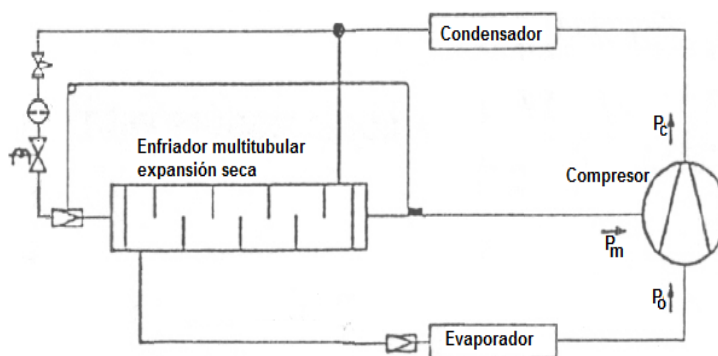 Condensador
Enfriador multitubular
expansión seca
Pc
Compresor
Pm
Po
Evaporador